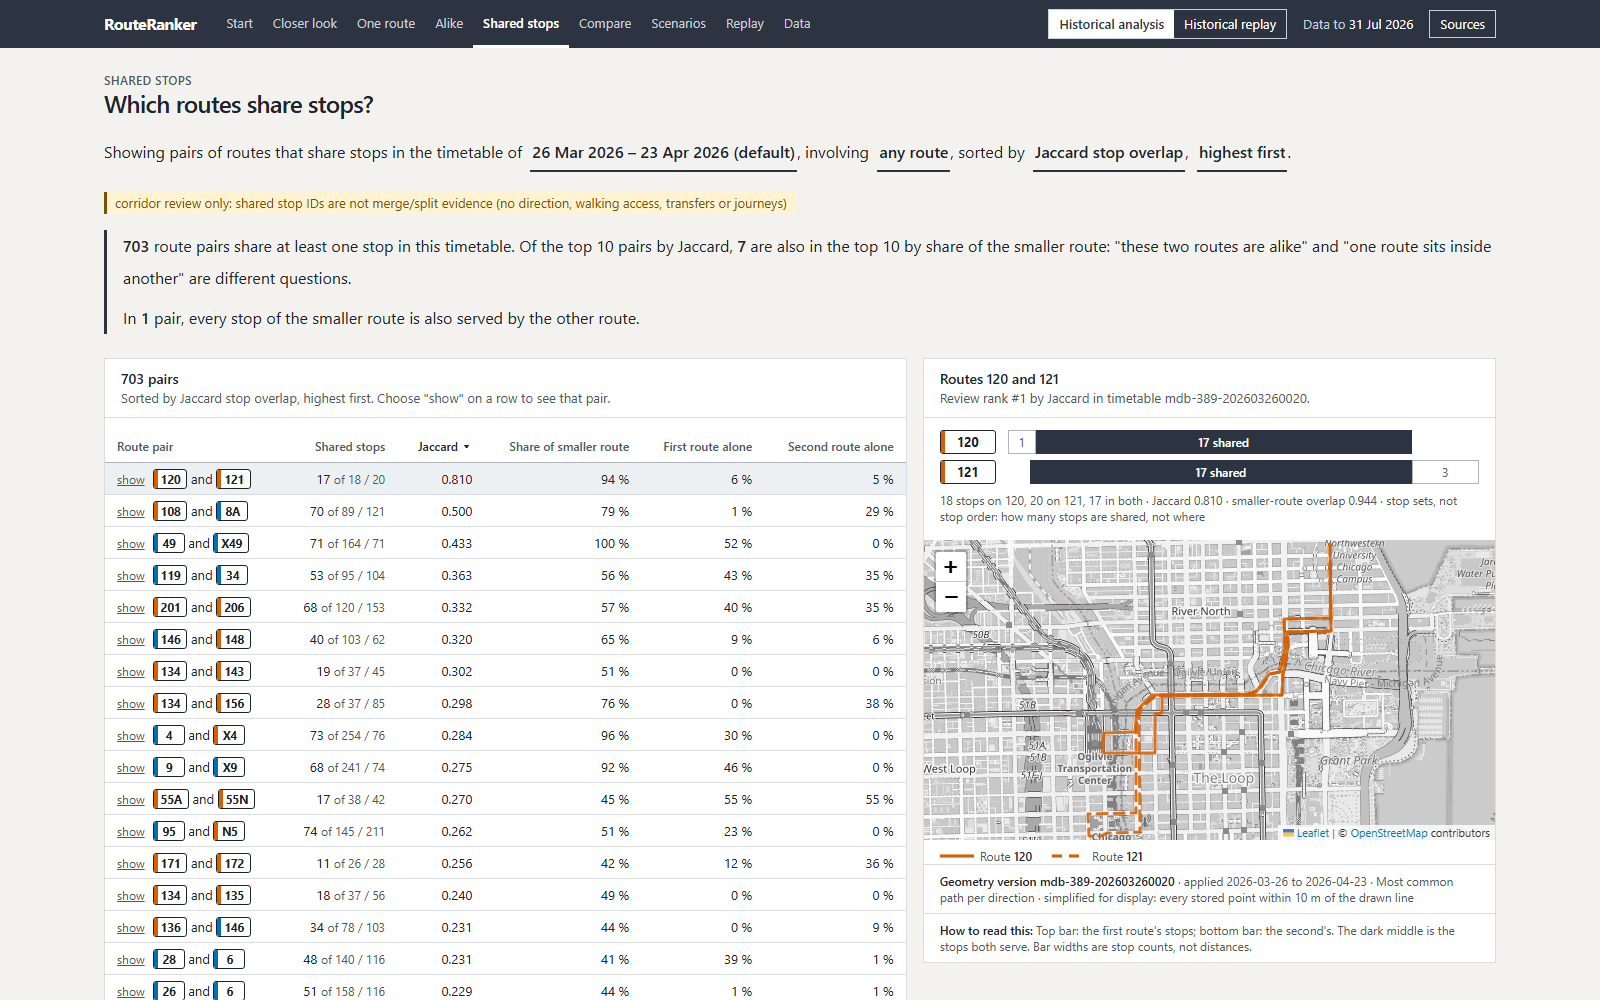 RouteRanker
Start
Closer look
One route
Alike
Shared stops
Compare
Scenarios
Replay
Data
Historical analysis
Historical replay
Data to 31 Jul 2026
Sources
SHARED STOPS
Which routes share stops?
Showing pairs of routes that share stops in the timetable of 26 Mar 2026 – 23 Apr 2026 (default), involving any route, sorted by Jaccard stop overlap, highest first.
corridor review only: shared stop IDs are not merge/split evidence (no direction, walking access, transfers or journeys)
703 route pairs share at least one stop in this timetable. Of the top 10 pairs by Jaccard, 7 are also in the top 10 by share of the smaller route: "these two routes are alike" and "one route sits inside
another" are different questions.
In 1 pair, every stop of the smaller route is also served by the other route.
703 pairs
Sorted by Jaccard stop overlap, highest first. Choose "show" on a row to see that pair.
Route pair Shared stops Jaccard ▾ Share of smaller route First route alone Second route alone
show 120 and 121 17 of 18 / 20 0.810 94 % 6 % 5 %
show 108 and 8A 70 of 89 / 121 0.500 79 % 1 % 29 %
show 49 and X49 71 of 164 / 71 0.433 100 % 52 % 0 %
show 119 and 34 53 of 95 / 104 0.363 56 % 43 % 35 %
show 201 and 206 68 of 120 / 153 0.332 57 % 40 % 35 %
show 146 and 148 40 of 103 / 62 0.320 65 % 9 % 6 %
show 134 and 143 19 of 37 / 45 0.302 51 % 0 % 0 %
show 134 and 156 28 of 37 / 85 0.298 76 % 0 % 38 %
show 4 and X4 73 of 254 / 76 0.284 96 % 30 % 0 %
show 9 and X9 68 of 241 / 74 0.275 92 % 46 % 0 %
show 55A and 55N 17 of 38 / 42 0.270 45 % 55 % 55 %
show 95 and N5 74 of 145 / 211 0.262 51 % 23 % 0 %
show 171 and 172 11 of 26 / 28 0.256 42 % 12 % 36 %
show 134 and 135 18 of 37 / 56 0.240 49 % 0 % 0 %
show 136 and 146 34 of 78 / 103 0.231 44 % 0 % 9 %
show 28 and 6 48 of 140 / 116 0.231 41 % 39 % 1 %
show 26 and 6 51 of 158 / 116 0.229 44 % 1 % 1 %
Routes 120 and 121
Review rank #1 by Jaccard in timetable mdb-389-202603260020.
120 1 17 shared
121 17 shared 3
18 stops on 120, 20 on 121, 17 in both · Jaccard 0.810 · smaller-route overlap 0.944 · stop sets, not
stop order: how many stops are shared, not where
+
−
Northwestern
University
Chicago
Campus
River North
50B
Chicago River
Navy Pier
Michigan Avenue
51B
51A
51B
West Loop
Ogilvie
Transportation
Center
The Loop
Grant Park
Chicago
Leaflet | © OpenStreetMap contributors
Route 120
Route 121
Geometry version mdb-389-202603260020 · applied 2026-03-26 to 2026-04-23 · Most common
path per direction · simplified for display: every stored point within 10 m of the drawn line
How to read this: Top bar: the first route's stops; bottom bar: the second's. The dark middle is the
stops both serve. Bar widths are stop counts, not distances.